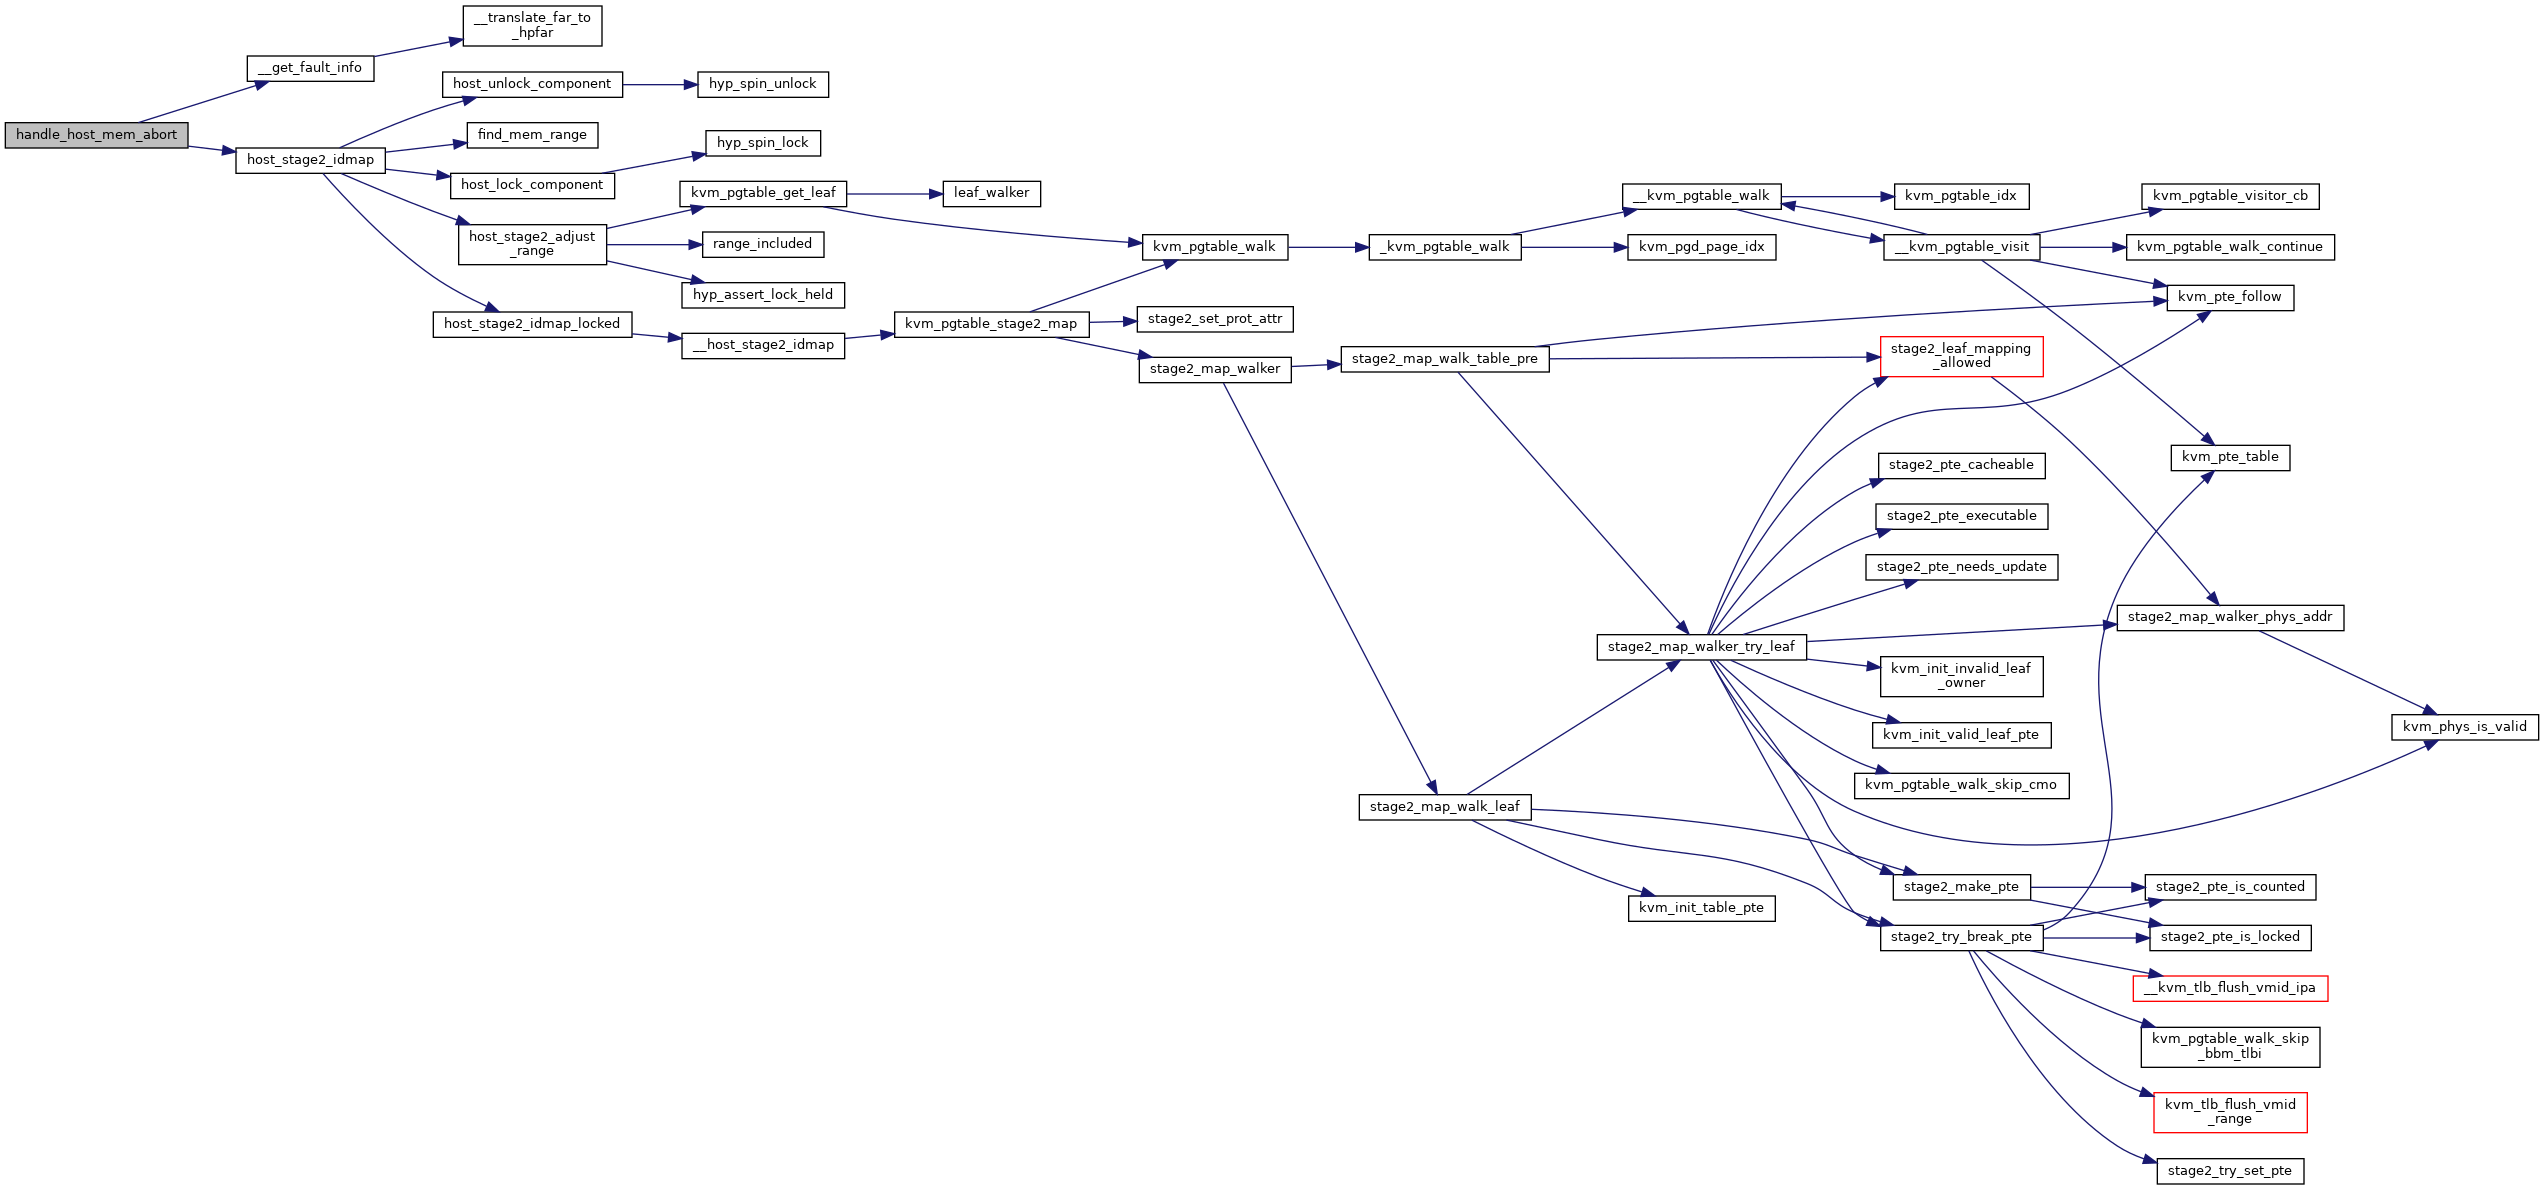 handle_host_mem_abort
__get_fault_info
__translate_far_to
_hpfar
host_stage2_idmap
host_unlock_component
hyp_spin_unlock
find_mem_range
host_lock_component
hyp_spin_lock
host_stage2_adjust
_range
kvm_pgtable_get_leaf
leaf_walker
range_included
hyp_assert_lock_held
host_stage2_idmap_locked
__host_stage2_idmap
kvm_pgtable_stage2_map
kvm_pgtable_walk
stage2_set_prot_attr
stage2_map_walker
_kvm_pgtable_walk
__kvm_pgtable_walk
kvm_pgd_page_idx
kvm_pgtable_idx
__kvm_pgtable_visit
kvm_pgtable_visitor_cb
kvm_pgtable_walk_continue
kvm_pte_follow
kvm_pte_table
stage2_map_walk_table_pre
stage2_leaf_mapping
_allowed
stage2_pte_cacheable
stage2_pte_executable
stage2_pte_needs_update
stage2_map_walker_try_leaf
stage2_map_walker_phys_addr
kvm_init_invalid_leaf
_owner
kvm_init_valid_leaf_pte
kvm_phys_is_valid
kvm_pgtable_walk_skip_cmo
stage2_map_walk_leaf
kvm_init_table_pte
stage2_make_pte
stage2_try_break_pte
stage2_pte_is_counted
stage2_pte_is_locked
__kvm_tlb_flush_vmid_ipa
kvm_pgtable_walk_skip
_bbm_tlbi
kvm_tlb_flush_vmid
_range
stage2_try_set_pte